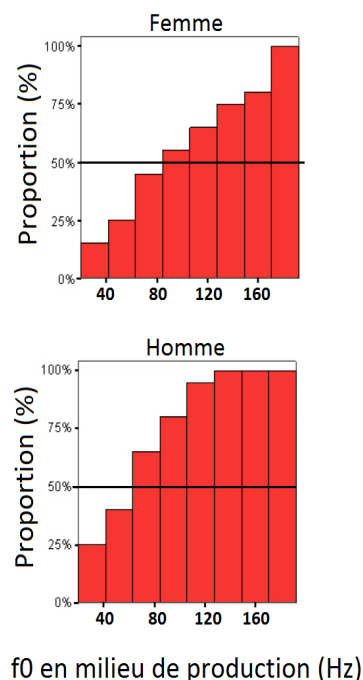 Femme
Proportion (%)
100%
75%
50%
25%
0%
40 80 120 160
Homme
Proportion (%)
100%
75%
50%
25%
0%
40 80 120 160
f0 en milieu de production (Hz)